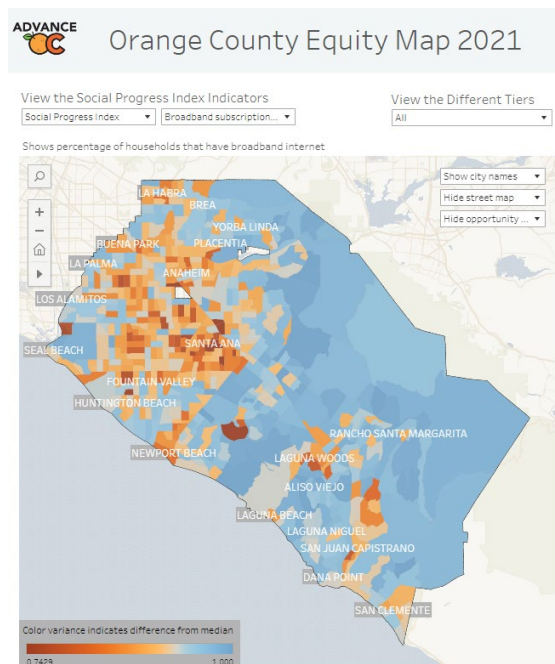 ADVANCE
OC
Orange County Equity Map 2021
View the Social Progress Index Indicators
View the Different Tiers
Social Progress Index
Broadband subscription...
All
Shows percentage of households that have broadband internet
Show city names
Hide street map
Hide opportunity ...
LA HABRA
BREA
YORBA LINDA
BUENA PARK
PLACENTIA
LA PALMA
ANAHEIM
LOS ALAMITOS
SANTA ANA
SEAL BEACH
FOUNTAIN VALLEY
HUNTINGTON BEACH
RANCHO SANTA MARGARITA
NEWPORT BEACH
LAGUNA WOODS
ALISO VIEJO
LAGUNA BEACH
LAGUNA NIGUEL
SAN JUAN CAPISTRANO
DANA POINT
SAN CLEMENTE
Color variance indicates difference from median
0.7429
1.000